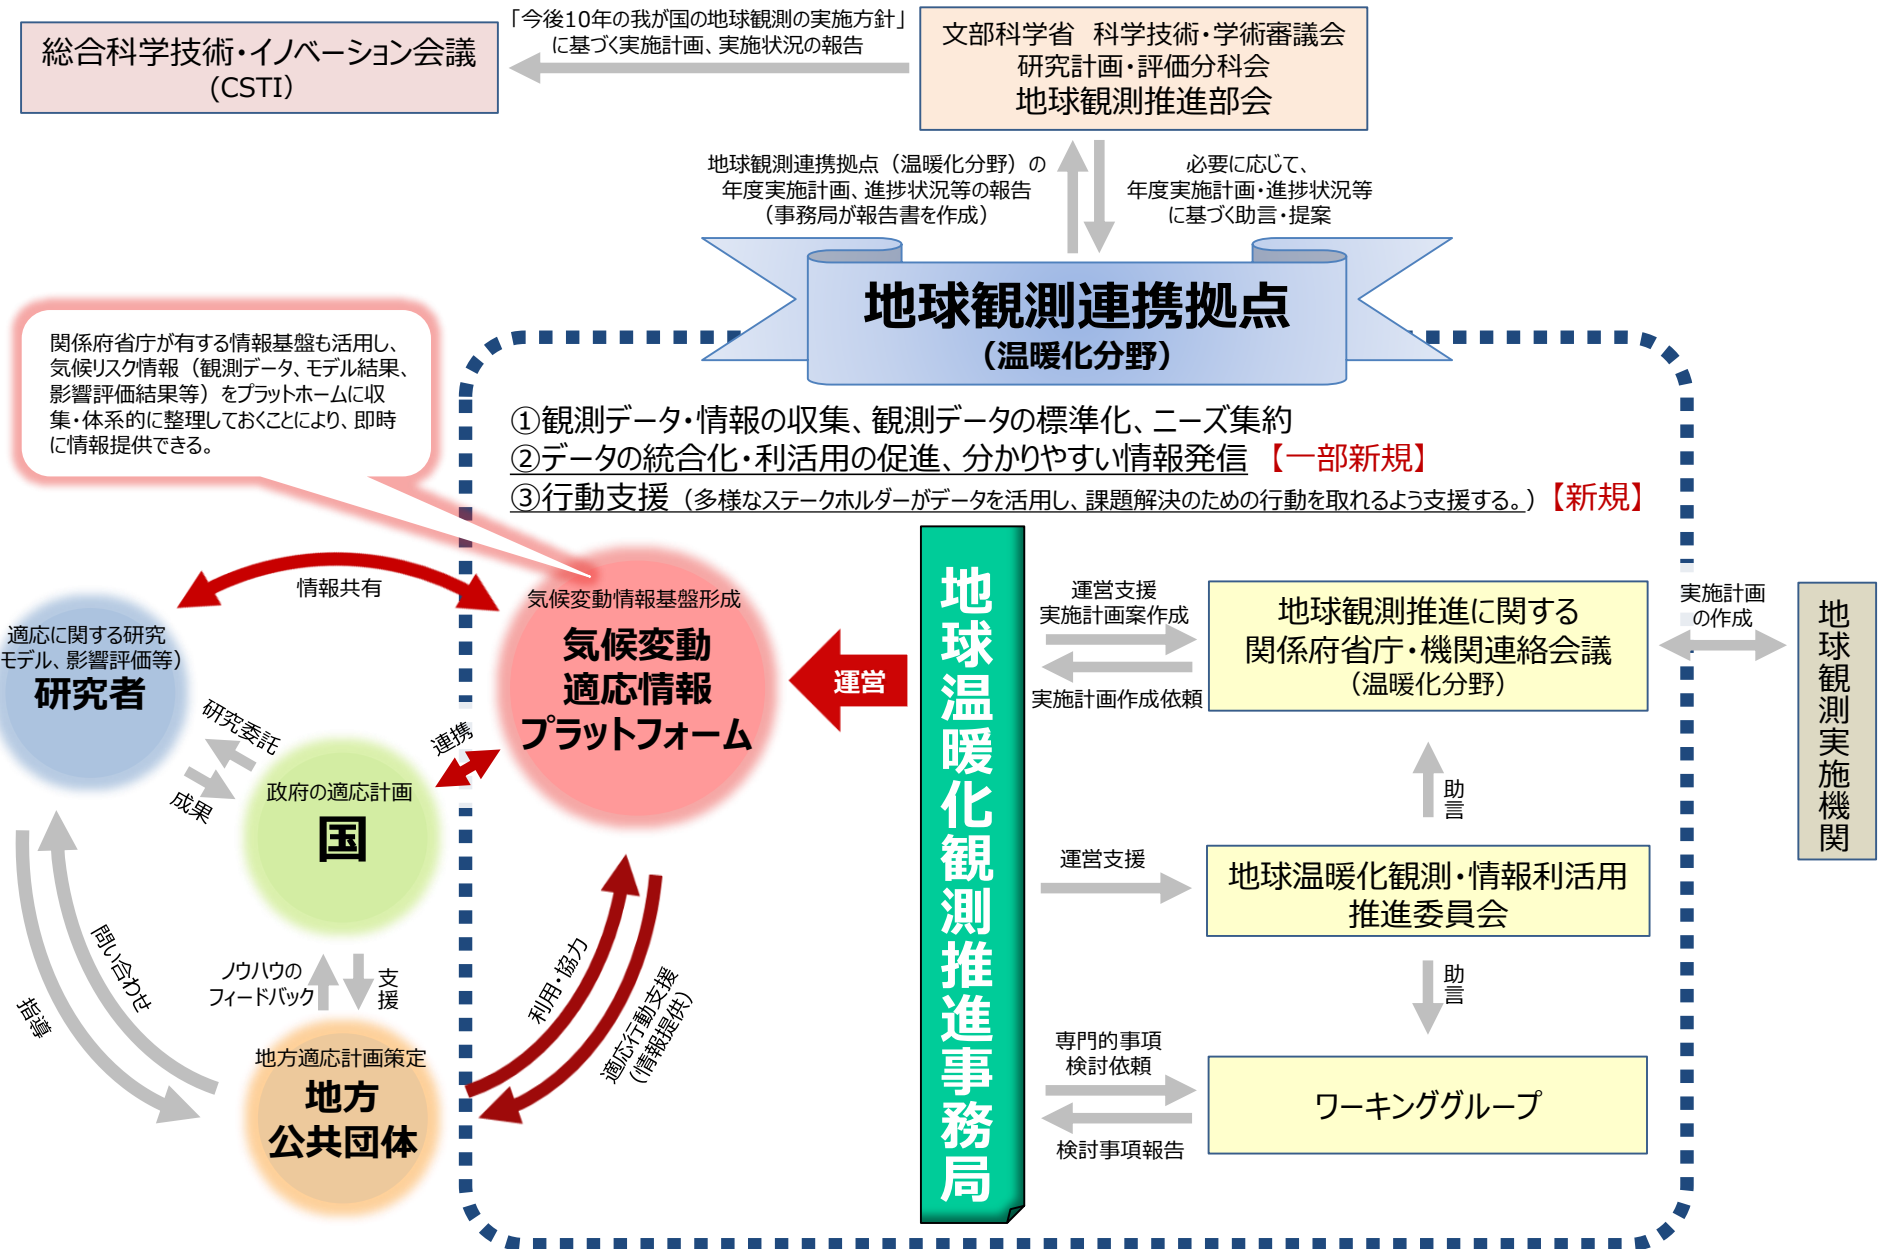 総合科学技術・イノベーション会議
(CSTI）
「今後10年の我が国の地球観測の実施方針」
に基づく実施計画、実施状況の報告
文部科学省　科学技術・学術審議会
研究計画・評価分科会
地球観測推進部会
地球観測連携拠点（温暖化分野）の
年度実施計画、進捗状況等の報告
（事務局が報告書を作成）
必要に応じて、
年度実施計画・進捗状況等
に基づく助言・提案
地球観測連携拠点
（温暖化分野）
関係府省庁が有する情報基盤も活用し、
気候リスク情報（観測データ、モデル結果、
影響評価結果等）をプラットホームに収
集・体系的に整理しておくことにより、即時
に情報提供できる。
①観測データ・情報の収集、観測データの標準化、ニーズ集約
②データの統合化・利活用の促進、分かりやすい情報発信 【一部新規】
③行動支援（多様なステークホルダーがデータを活用し、課題解決のための行動を取れるよう支援する。）【新規】
情報共有
適応に関する研究
モデル、影響評価等）
研究者
研究委託
成果
政府の適応計画
国
連携
気候変動情報基盤形成
気候変動
適応情報
プラットフォーム
運営
地球温暖化観測推進事務局
運営支援
実施計画案作成
実施計画作成依頼
地球観測推進に関する
関係府省庁・機関連絡会議
（温暖化分野）
実施計画
の作成
地球観測実施機関
助言
運営支援
地球温暖化観測・情報利活用
推進委員会
助言
専門的事項
検討依頼
検討事項報告
ワーキンググループ
問い合わせ
指導
ノウハウの
フィードバック
支援
地方適応計画策定
地方
公共団体
利用・協力
適応行動支援
（情報提供）